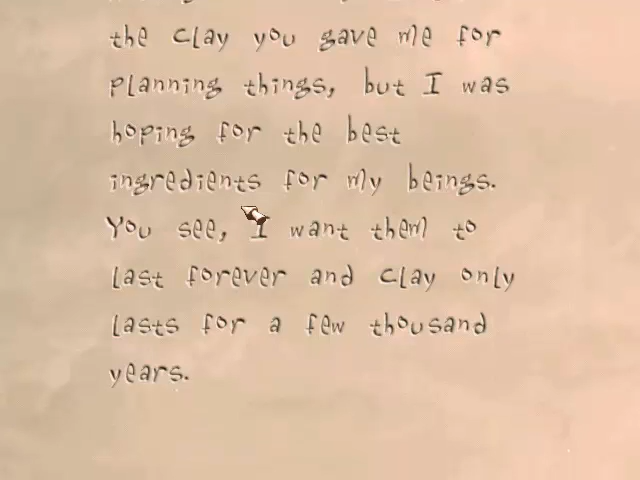 the clay you gave me for
planning things, but I was
hoping for the best
ingredients for my beings.
You see, I want them to
last forever and clay only
lasts for a few thousand
years.